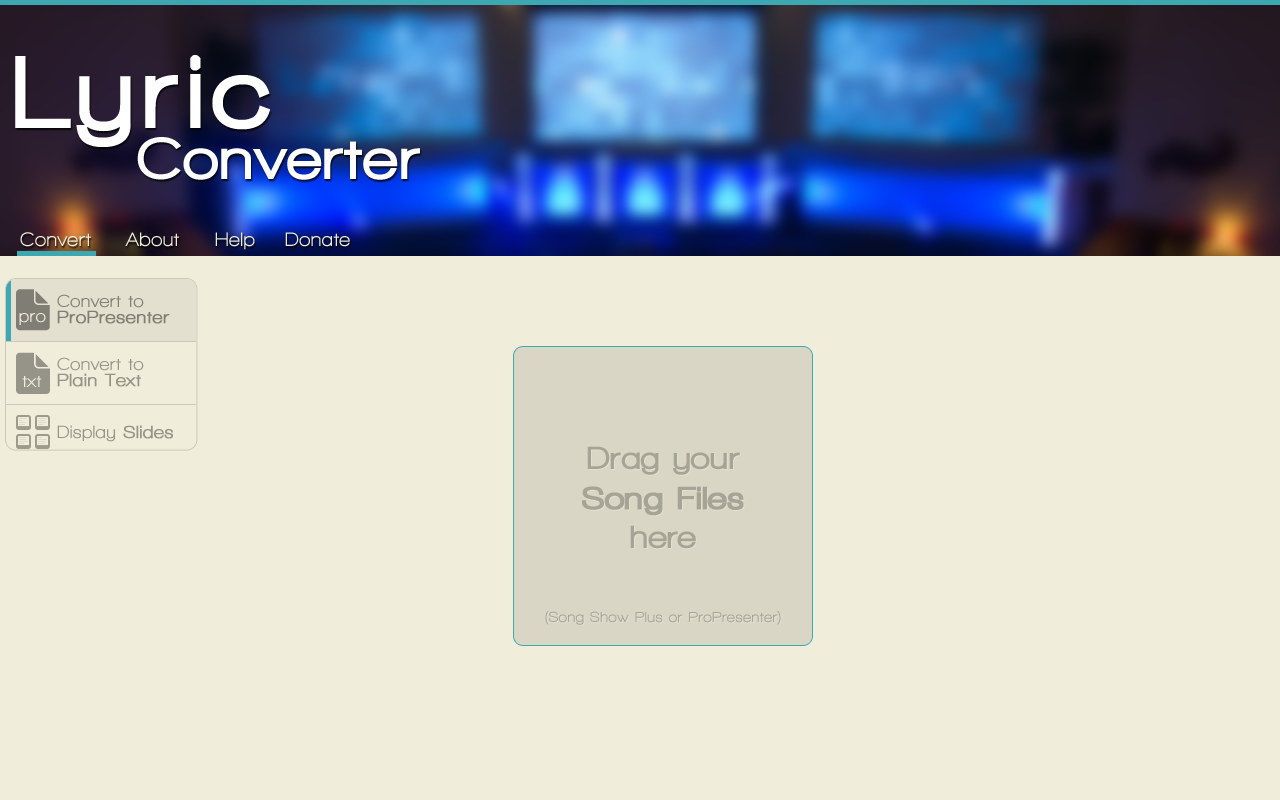 Lyric
Converter
Convert About Help Donate
pro
Convert to
ProPresenter
txt
Convert to
Plain Text
Display Slides
Drag your
Song Files
here
(Song Show Plus or ProPresenter)